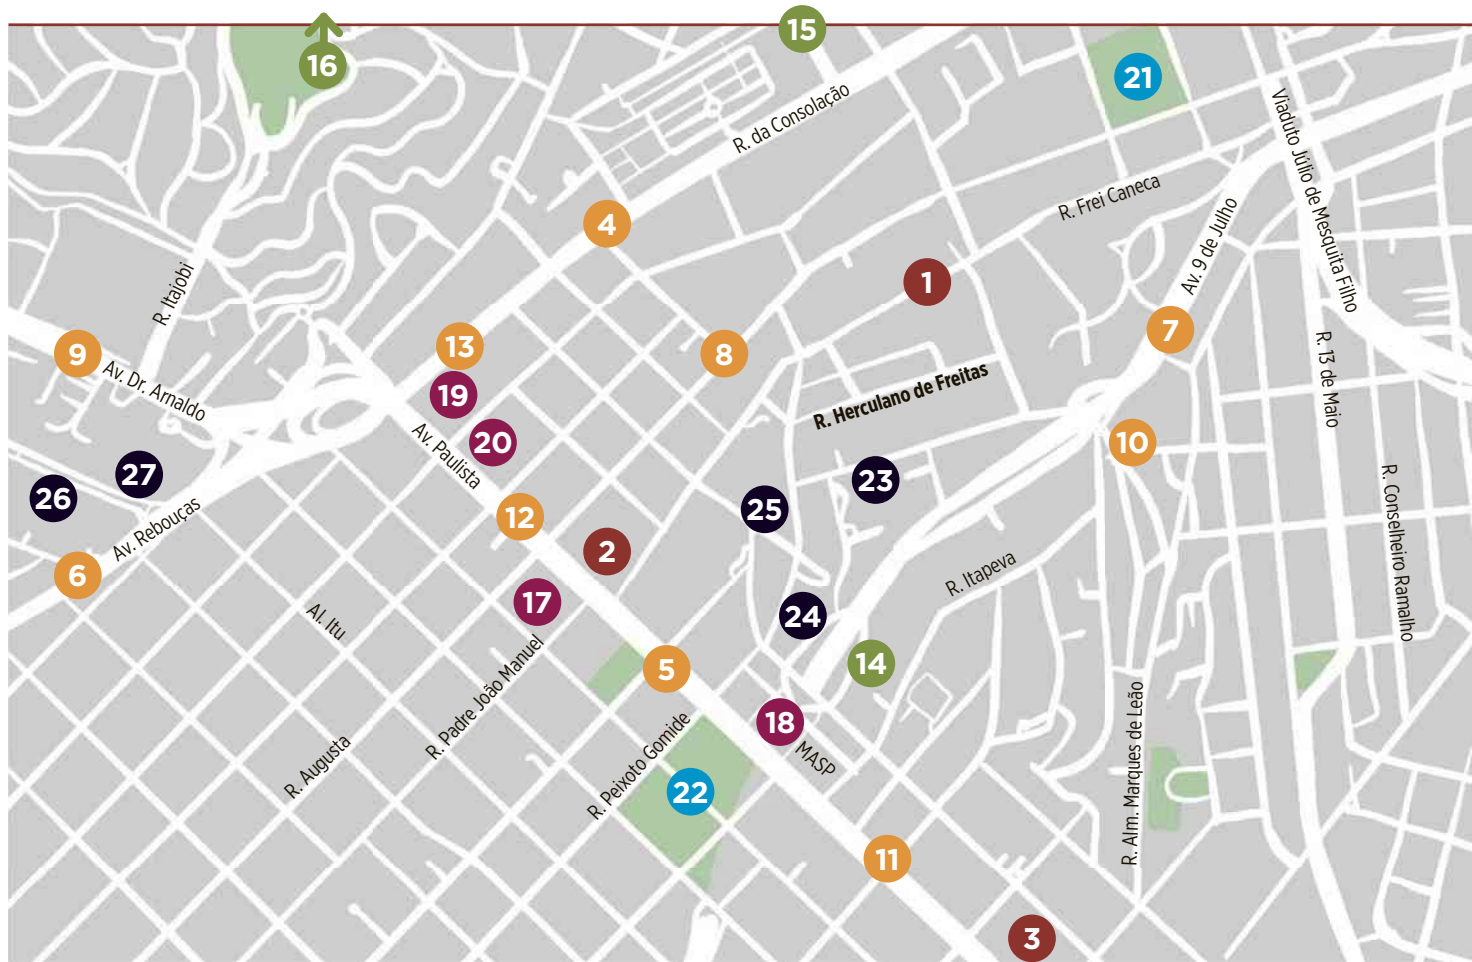 15
16
21
R. da Consolação
Viaduto Júlio de Mesquita Filho
R. Frei Caneca
4
Av. 9 de Julho
R. Itajobi
1
7
9
13
8
Av. Dr. Arnaldo
R. 13 de Maio
19
R. Herculano de Freitas
20
Av. Paulista
10
27
26
23
25
R. Conselheiro Ramalho
Av. Rebouças
12
2
6
R. Itapeva
Al. Itu
17
24
14
5
R. Padre João Manuel
18
MASP
R. Peixoto Gomide
R. Augusta
22
R. Alm. Marques de Leão
11
3